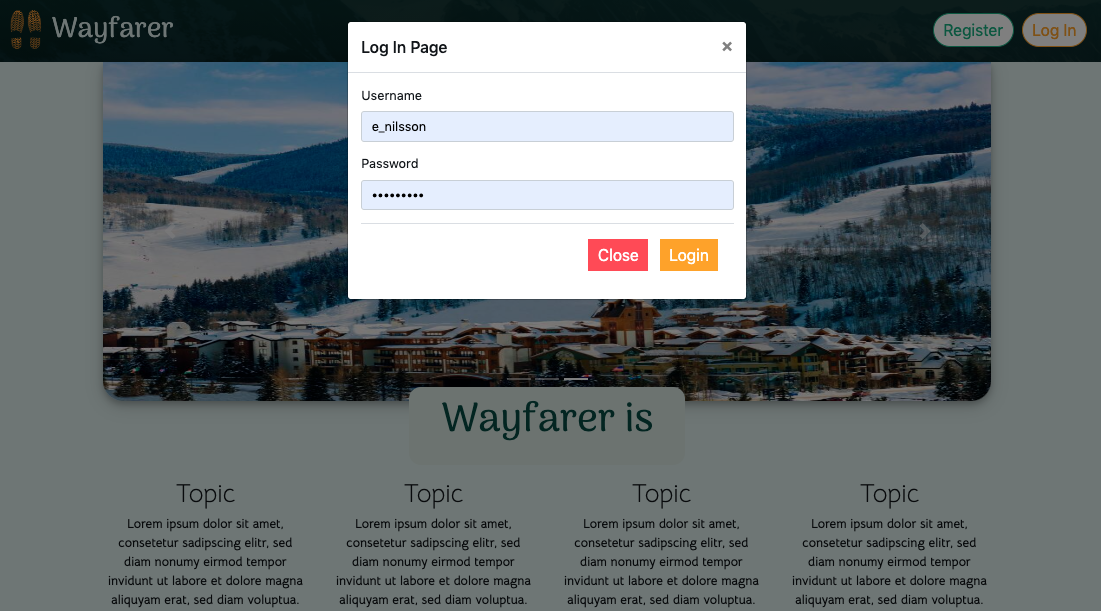 Wayfarer
Register
Log In
Log In Page
×
Username
e_nilsson
Password
•••••••••
Close
Login
Wayfarer is
Topic
Lorem ipsum dolor sit amet,
consetetur sadipscing elitr, sed
diam nonumy eirmod tempor
invidunt ut labore et dolore magna
aliquyam erat, sed diam voluptua.
Topic
Lorem ipsum dolor sit amet,
consetetur sadipscing elitr, sed
diam nonumy eirmod tempor
invidunt ut labore et dolore magna
aliquyam erat, sed diam voluptua.
Topic
Lorem ipsum dolor sit amet,
consetetur sadipscing elitr, sed
diam nonumy eirmod tempor
invidunt ut labore et dolore magna
aliquyam erat, sed diam voluptua.
Topic
Lorem ipsum dolor sit amet,
consetetur sadipscing elitr, sed
diam nonumy eirmod tempor
invidunt ut labore et dolore magna
aliquyam erat, sed diam voluptua.